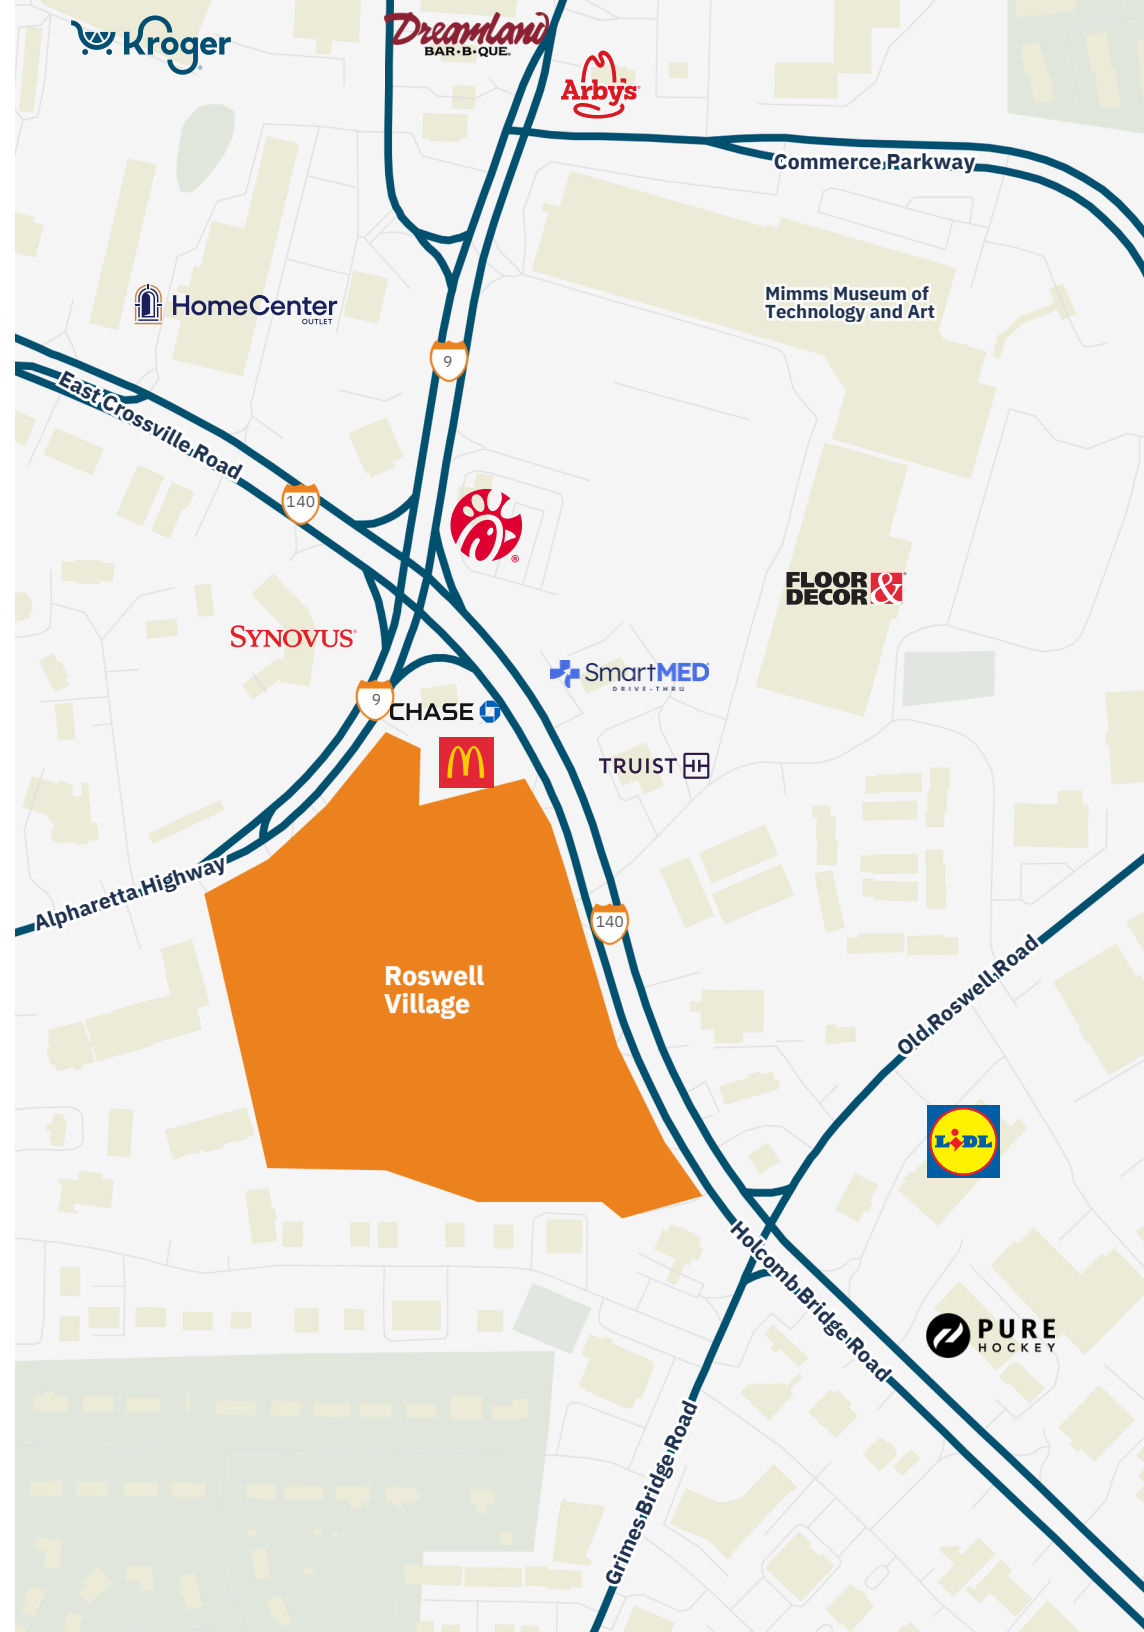 Kroger
Dreamland
BAR·B·QUE®
Arby's
Commerce Parkway
Mimms Museum of
Technology and Art
HomeCenter
OUTLET
9
East Crossville Road
140
FLOOR &
DECOR
SYNOVUS®
SmartMED
DRIVE-THRU
9
CHASE
TRUIST
Alpharetta Highway
140
Roswell
Village
Old Roswell Road
LIDL
Holcomb Bridge Road
PURE
HOCKEY
Grimes Bridge Road